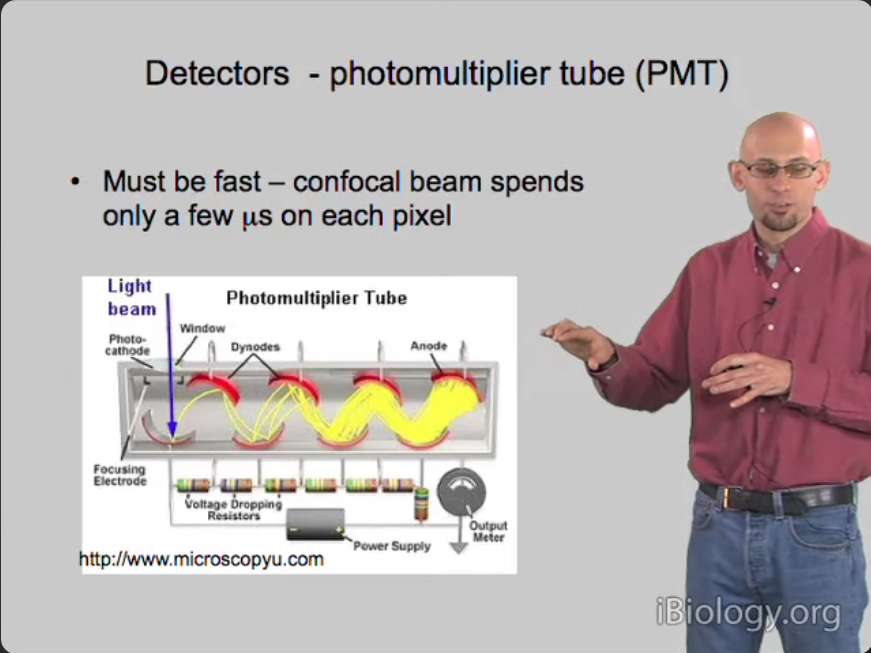 Detectors - photomultiplier tube (PMT)
• Must be fast – confocal beam spends
only a few μs on each pixel
Light
beam
Photomultiplier Tube
Window
Photo-
cathode
Dynodes
Anode
Focusing
Electrode
Voltage Dropping
Resistors
Power Supply
Output
Meter
http://www.microscopyu.com
iBiology.org